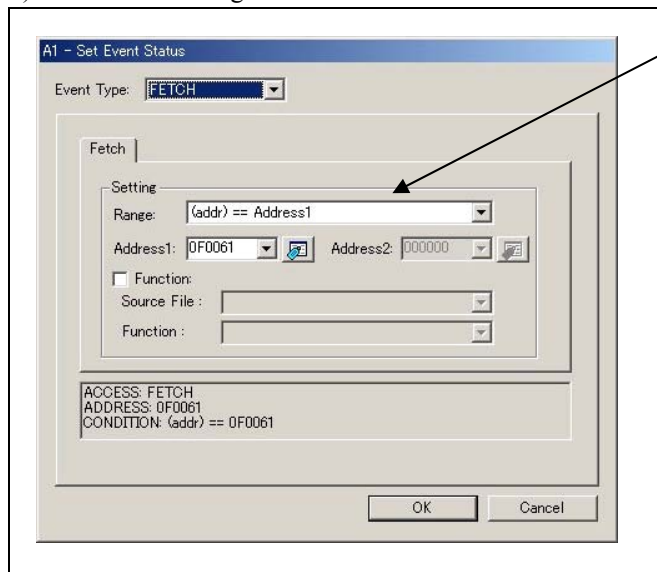 A1 - Set Event Status
Event Type: FETCH
Fetch
Setting
Range: (addr) == Address1
Address1: 0F0061 Address2: 000000
Function:
Source File :
Function :
ACCESS: FETCH
ADDRESS: 0F0061
CONDITION: (addr) == 0F0061
OK Cancel